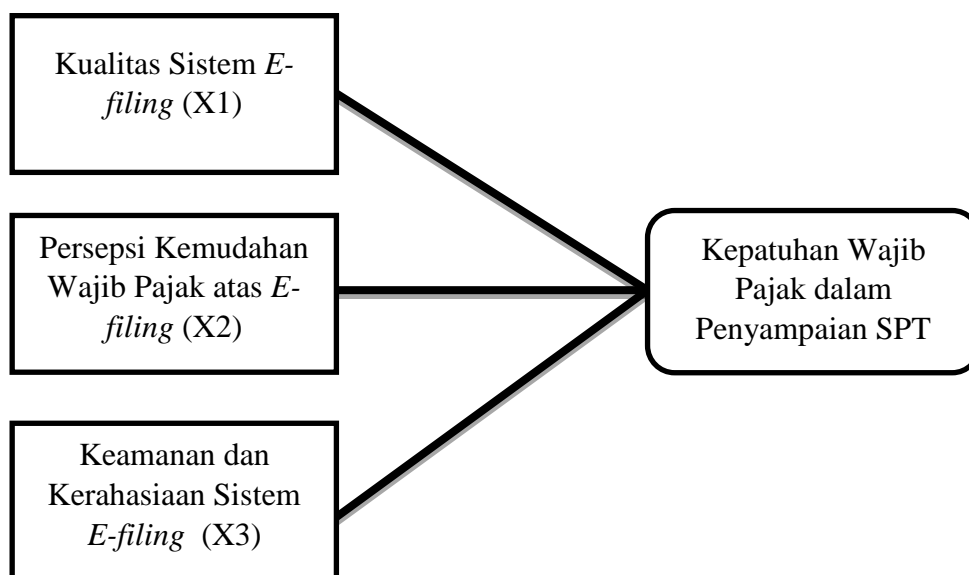 Kualitas Sistem E-
filing (X1)
Persepsi Kemudahan
Wajib Pajak atas E-
filing (X2)
Keamanan dan
Kerahasiaan Sistem
E-filing (X3)
Kepatuhan Wajib
Pajak dalam
Penyampaian SPT